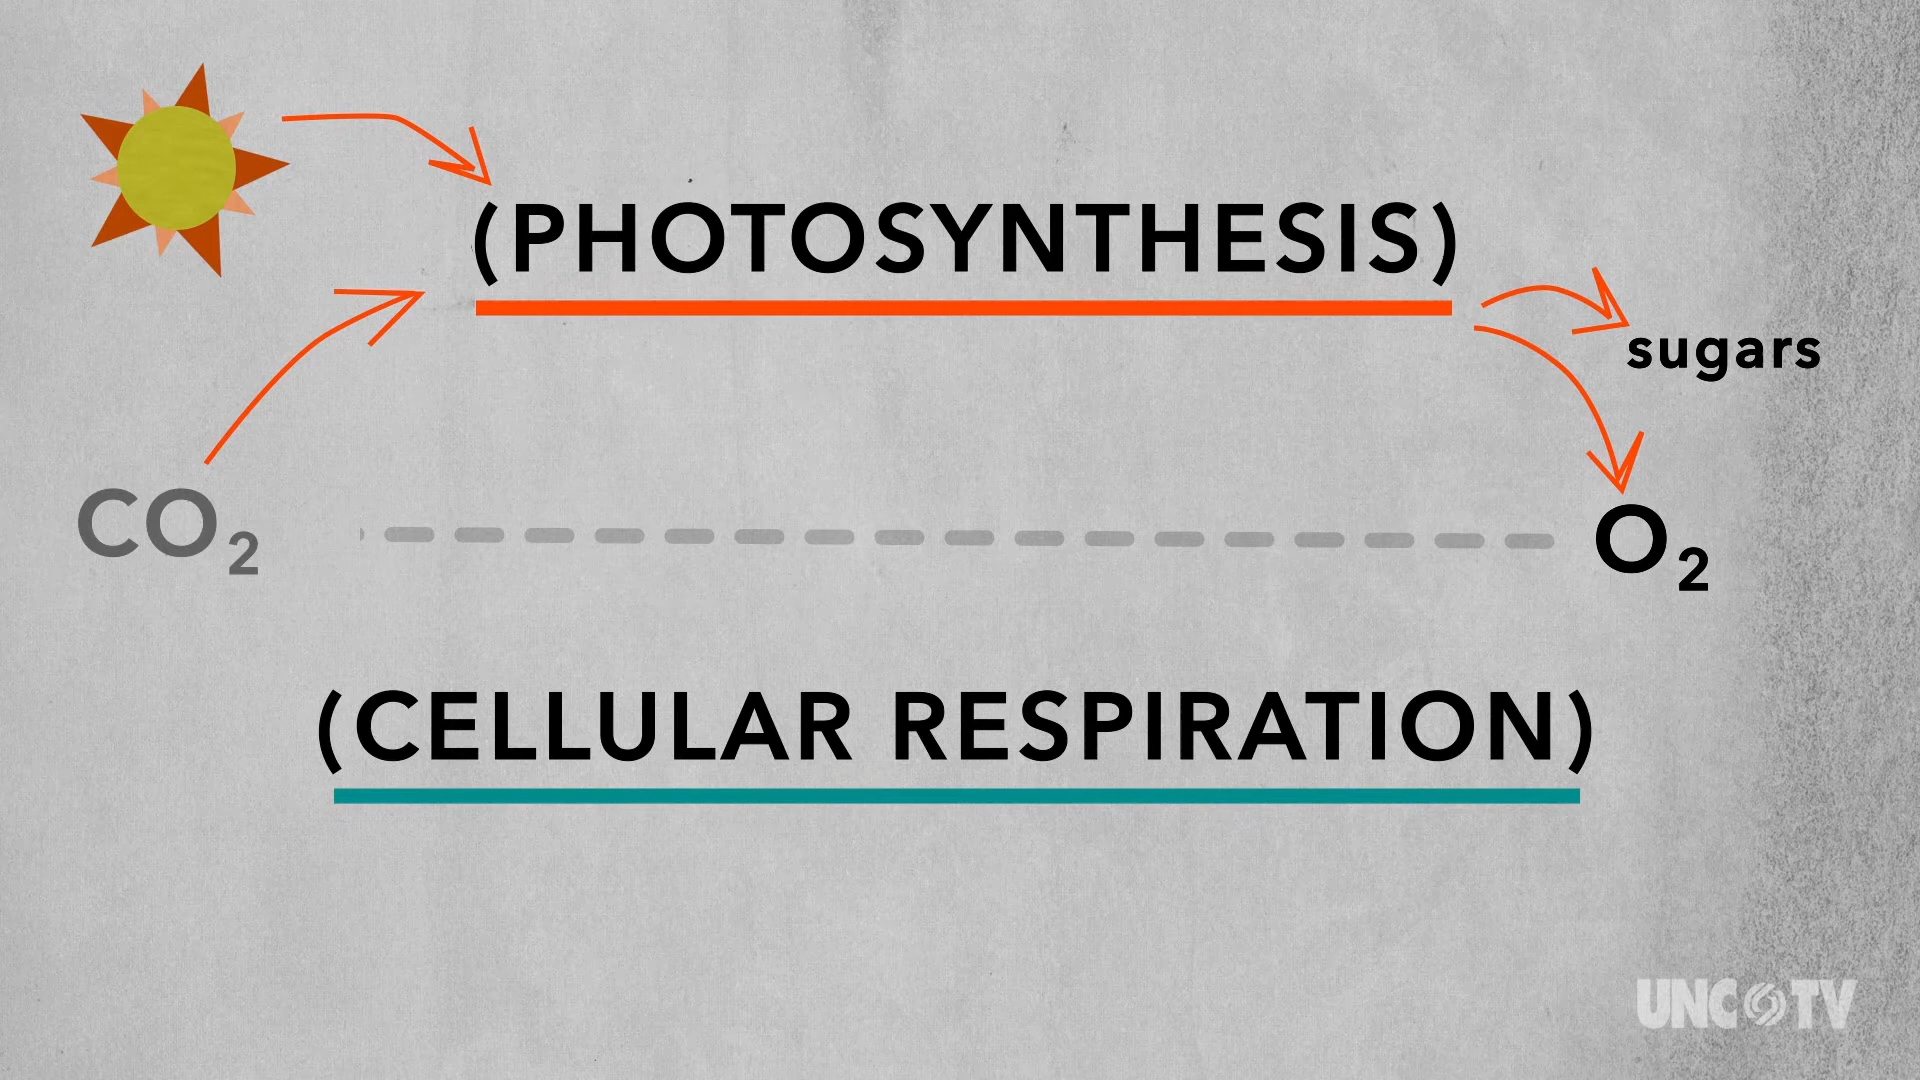 (PHOTOSYNTHESIS)
sugars
CO₂
O₂
(CELLULAR RESPIRATION)
UNC TV